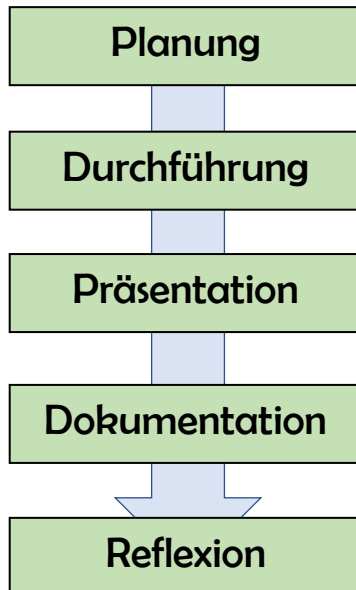 Planung
Durchführung
Präsentation
Dokumentation
Reflexion